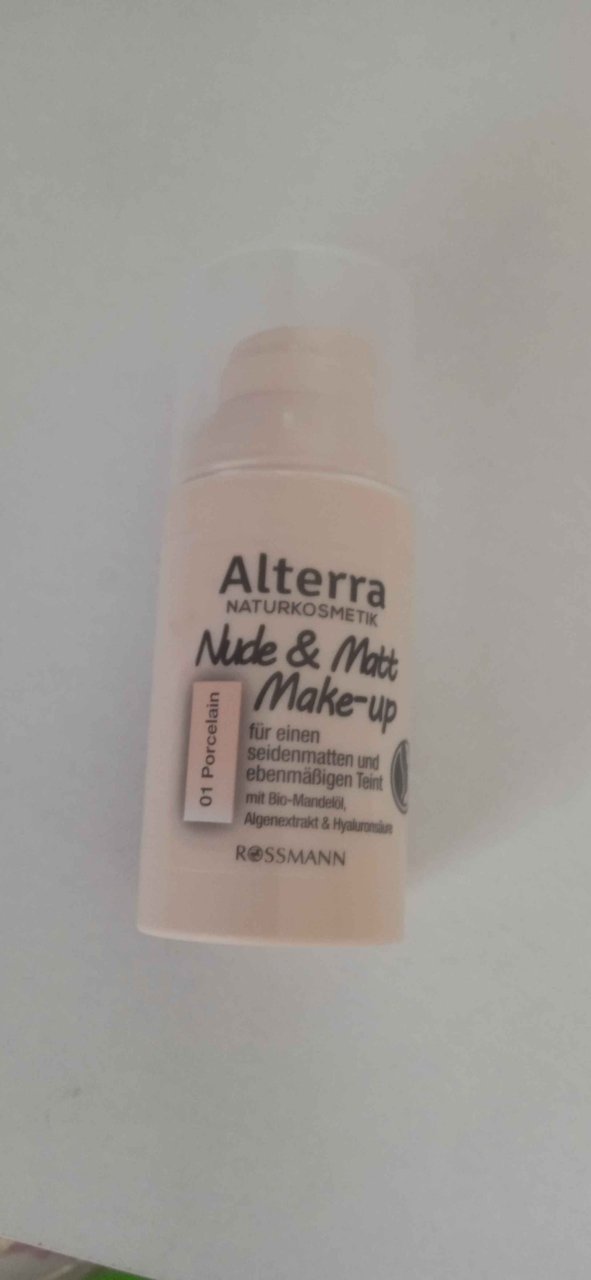 Alterra
NATURKOSMETIK
Nude & Matt
Make-up
01 Porcelain
für einen
seidenmatten und
ebenmäßigen Teint
mit Bio-Mandelöl,
Algenextrakt & Hyaluronsäure
ROSSMANN